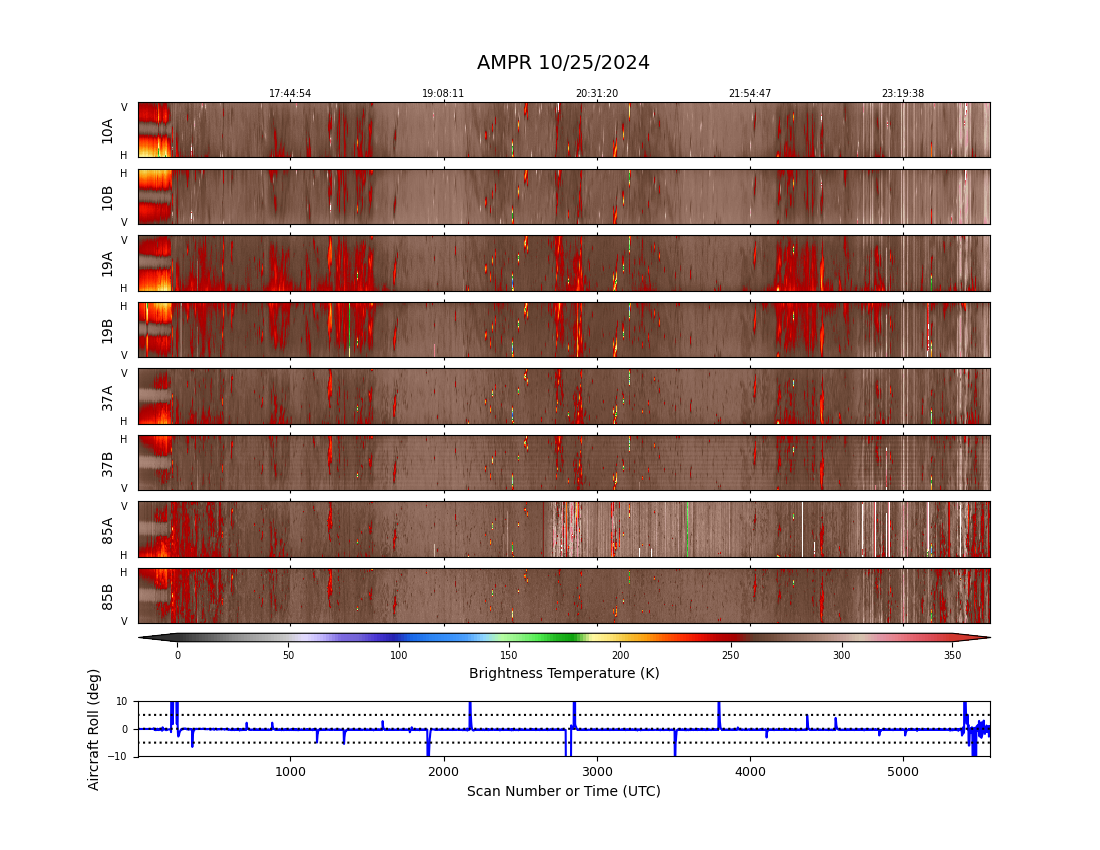 AMPR 10/25/2024
17:44:54 19:08:11 20:31:20 21:54:47 23:19:38
V
10A
H
H
10B
V
V
19A
H
H
19B
V
V
37A
H
H
37B
V
V
85A
H
H
85B
V
0 50 100 150 200 250 300 350
Brightness Temperature (K)
Aircraft Roll (deg)
10
0
−10
1000 2000 3000 4000 5000
Scan Number or Time (UTC)